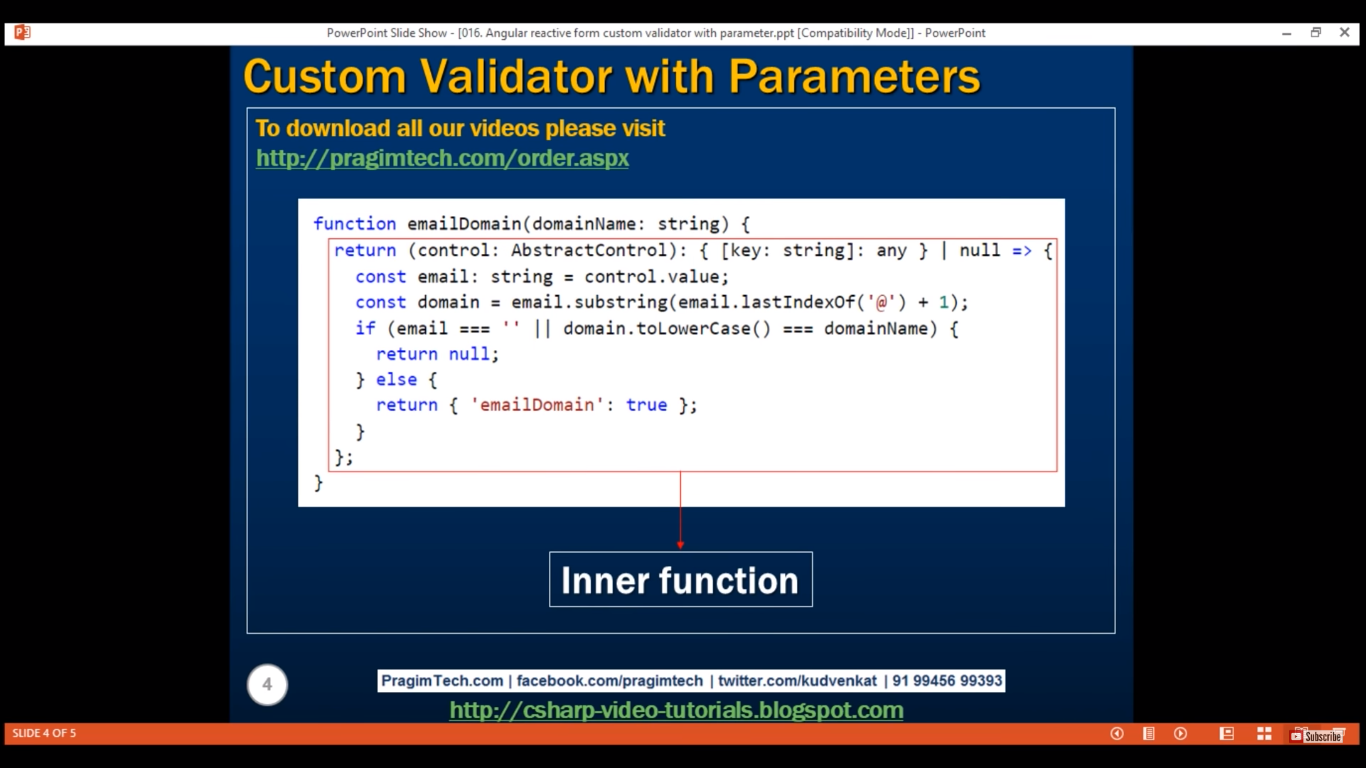 PowerPoint Slide Show - [016. Angular reactive form custom validator with parameter.ppt [Compatibility Mode]] - PowerPoint
Custom Validator with Parameters
To download all our videos please visit
http://pragimtech.com/order.aspx
function emailDomain(domainName: string) {
return (control: AbstractControl): { [key: string]: any } | null => {
const email: string = control.value;
const domain = email.substring(email.lastIndexOf('@') + 1);
if (email === '' || domain.toLowerCase() === domainName) {
return null;
} else {
return { 'emailDomain': true };
}
};
}
Inner function
4
PragimTech.com | facebook.com/pragimtech | twitter.com/kudvenkat | 91 99456 99393
http://csharp-video-tutorials.blogspot.com
SLIDE 4 OF 5
Subscribe